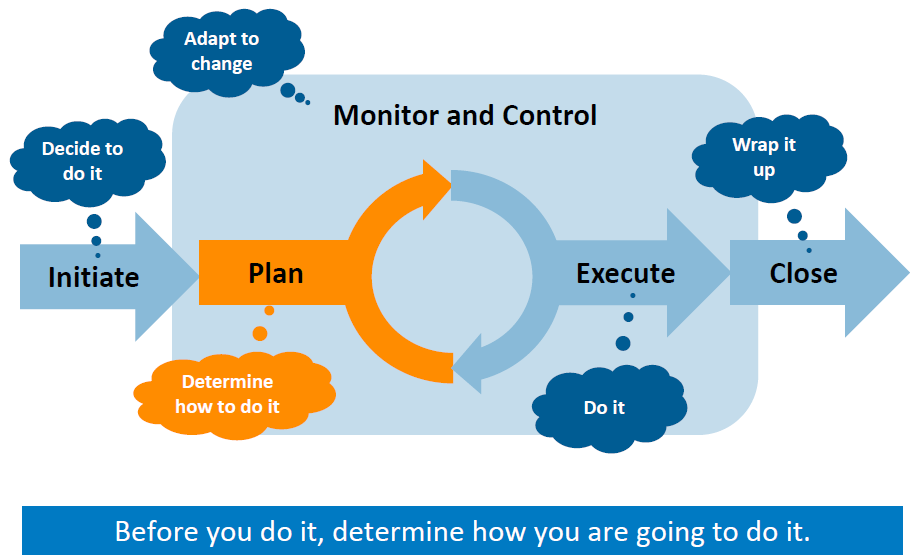 Adapt to
change
Monitor and Control
Decide to
do it
Wrap it
up
Initiate
Plan
Execute
Close
Determine
how to do it
Do it
Before you do it, determine how you are going to do it.